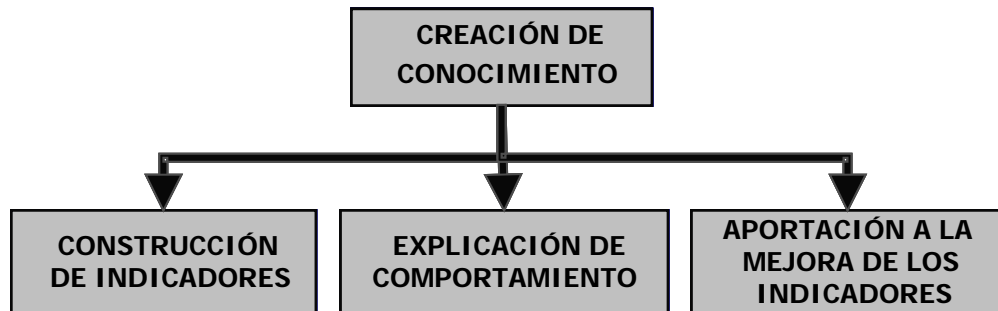 CREACIÓN DE
CONOCIMIENTO
CONSTRUCCIÓN
DE INDICADORES
EXPLICACIÓN DE
COMPORTAMIENTO
APORTACIÓN A LA
MEJORA DE LOS
INDICADORES